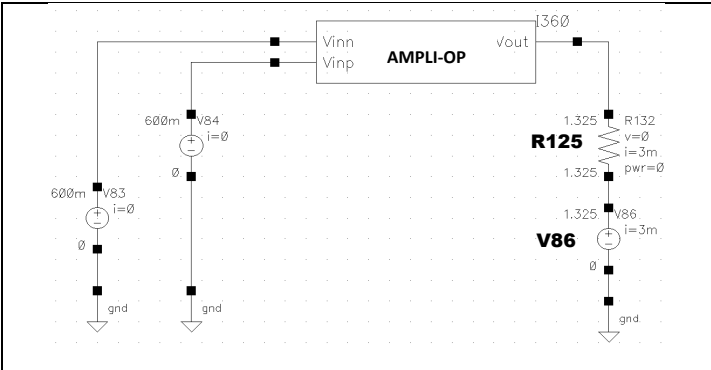 I360
Vinn
Vout
AMPLI-OP
Vinp
600m
V84
i=0
0
1.325
R132
R125
v=0
i=3m
pwr=0
1.325
600m
V83
i=0
0
1.325
V86
i=3m
V86
0
gnd
gnd
gnd